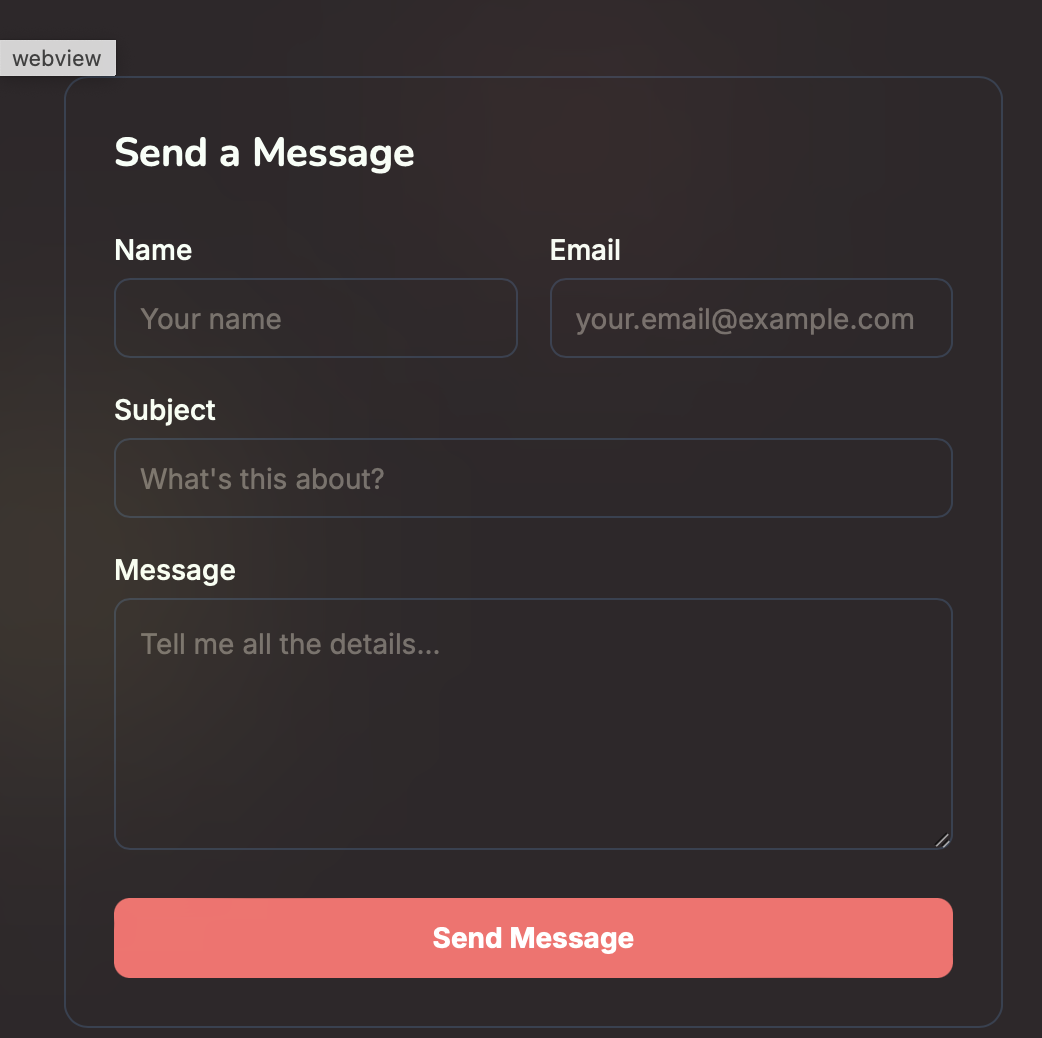 webview
Send a Message
Name
Email
Your name
your.email@example.com
Subject
What's this about?
Message
Tell me all the details...
Send Message